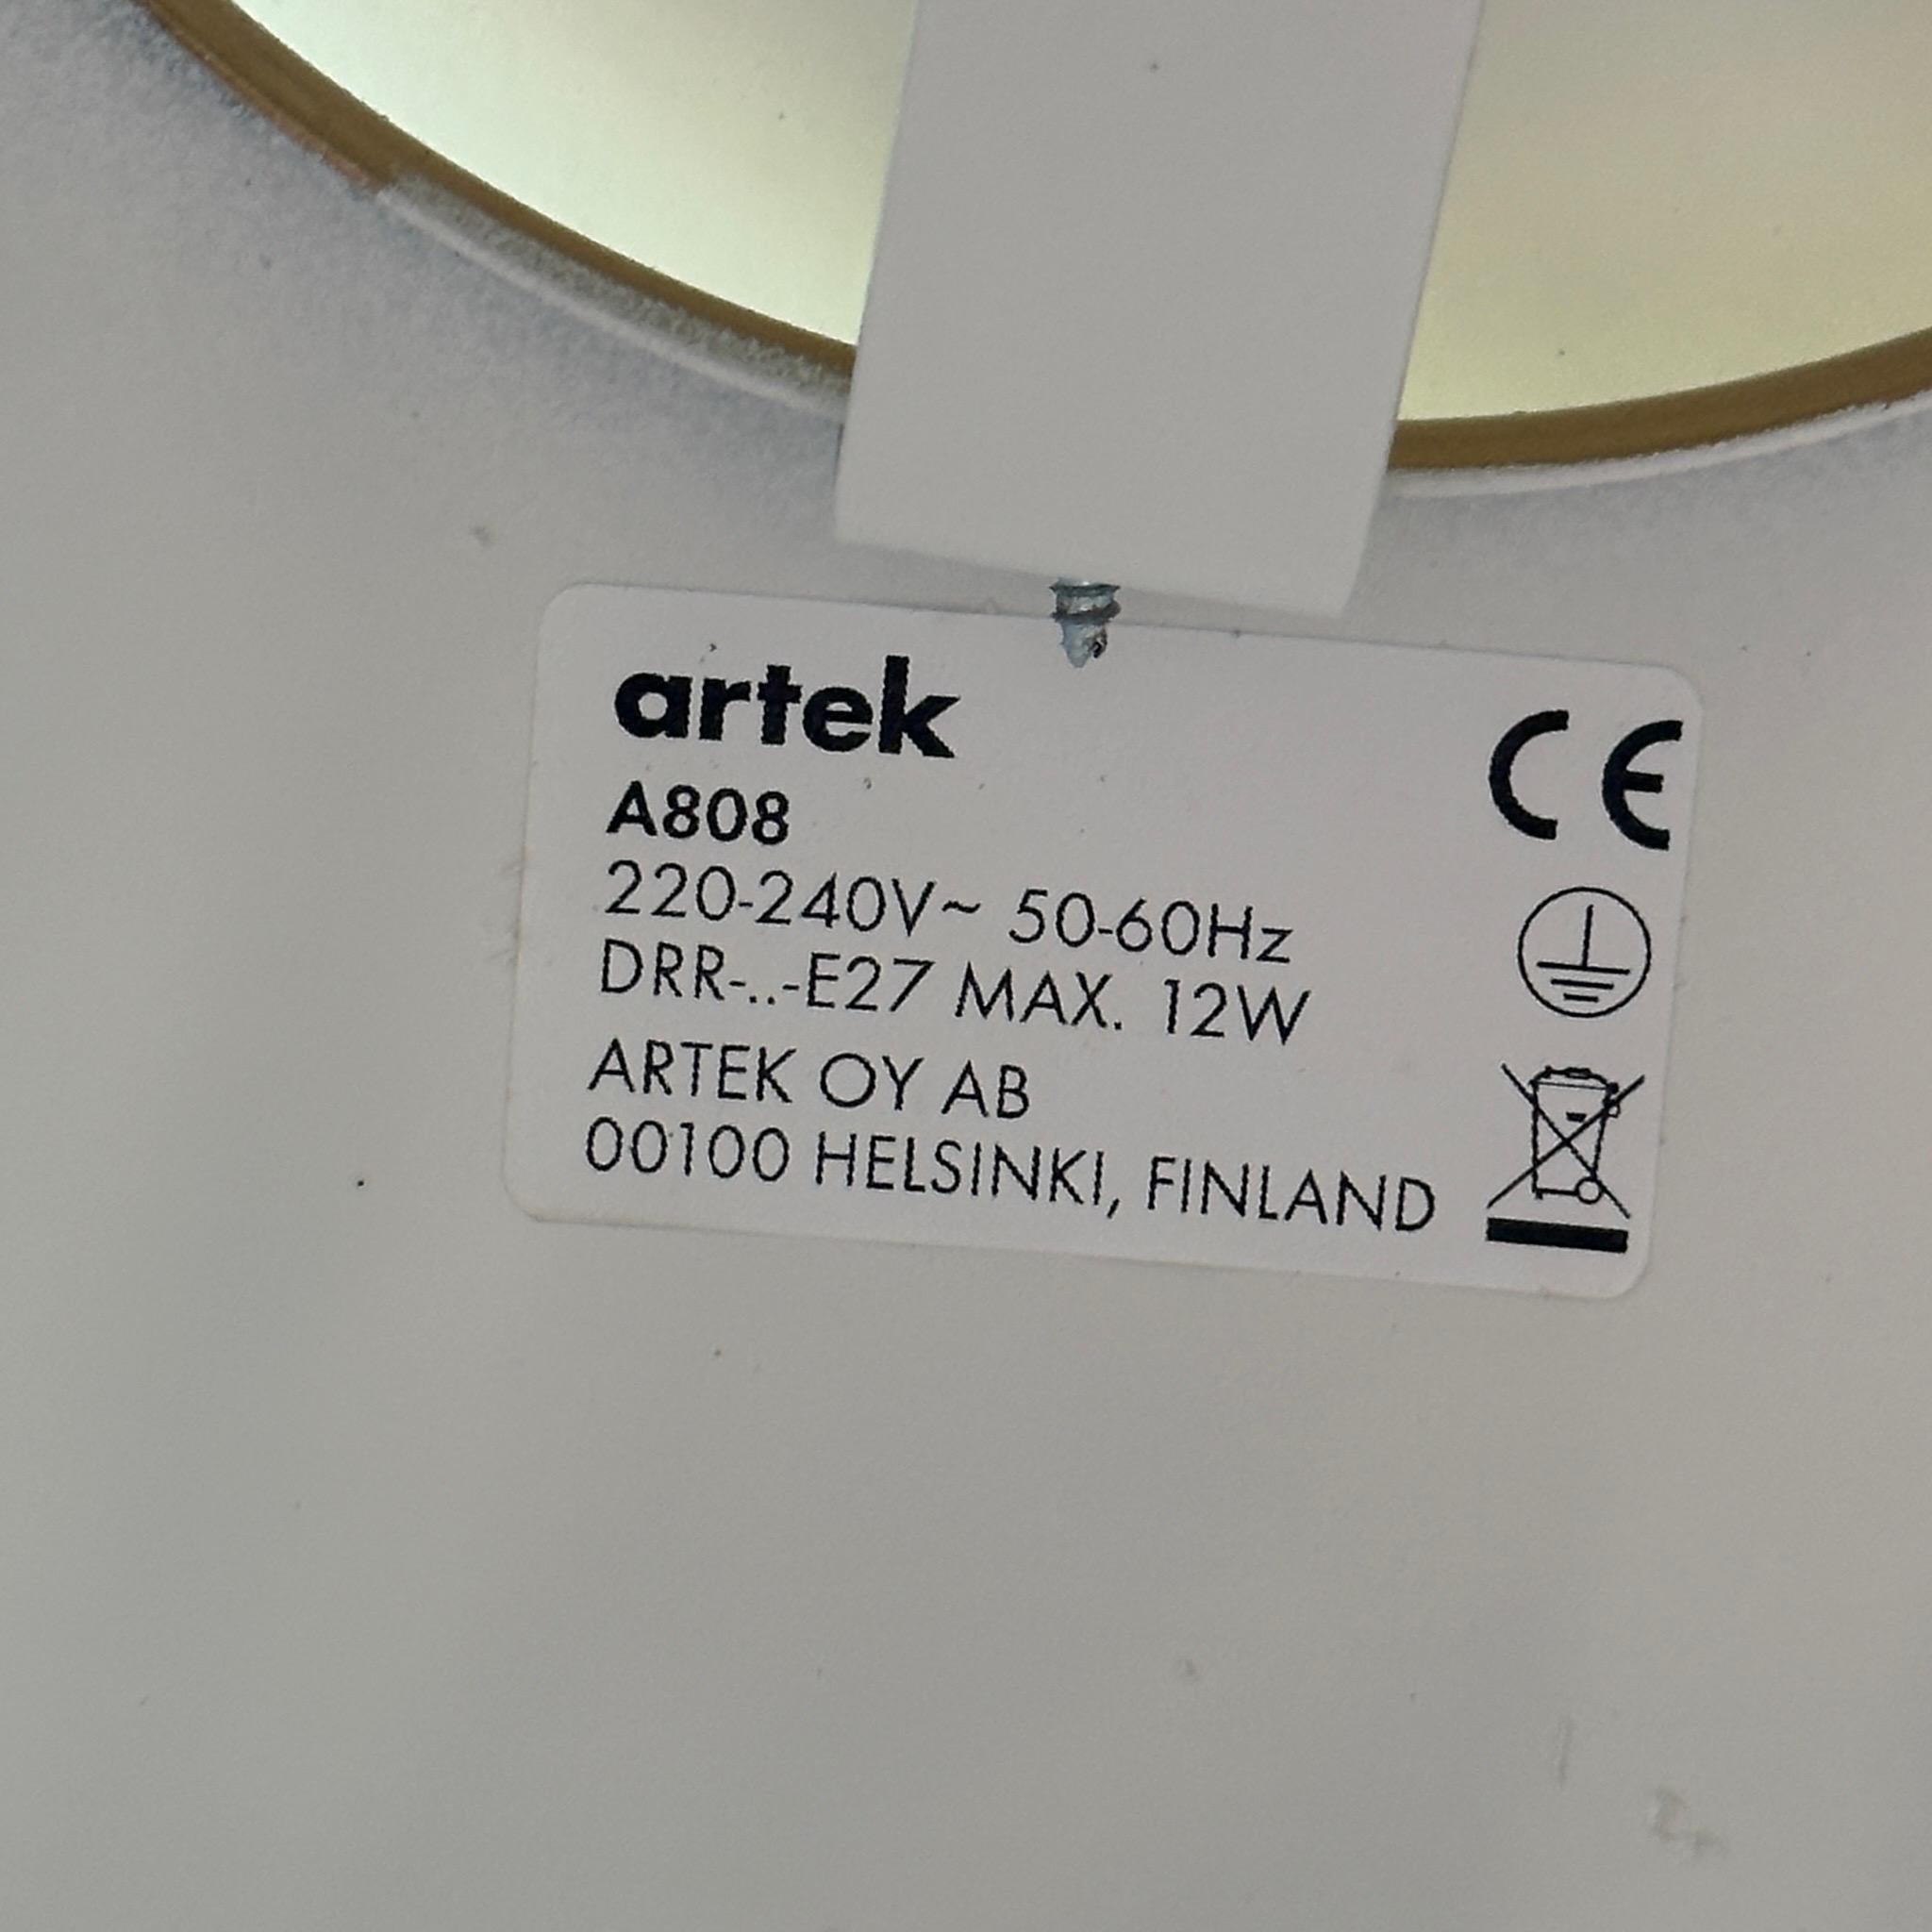 artek
A808
220-240V~ 50-60Hz
DRR-..-E27 MAX. 12W
ARTEK OY AB
00100 HELSINKI, FINLAND
CE